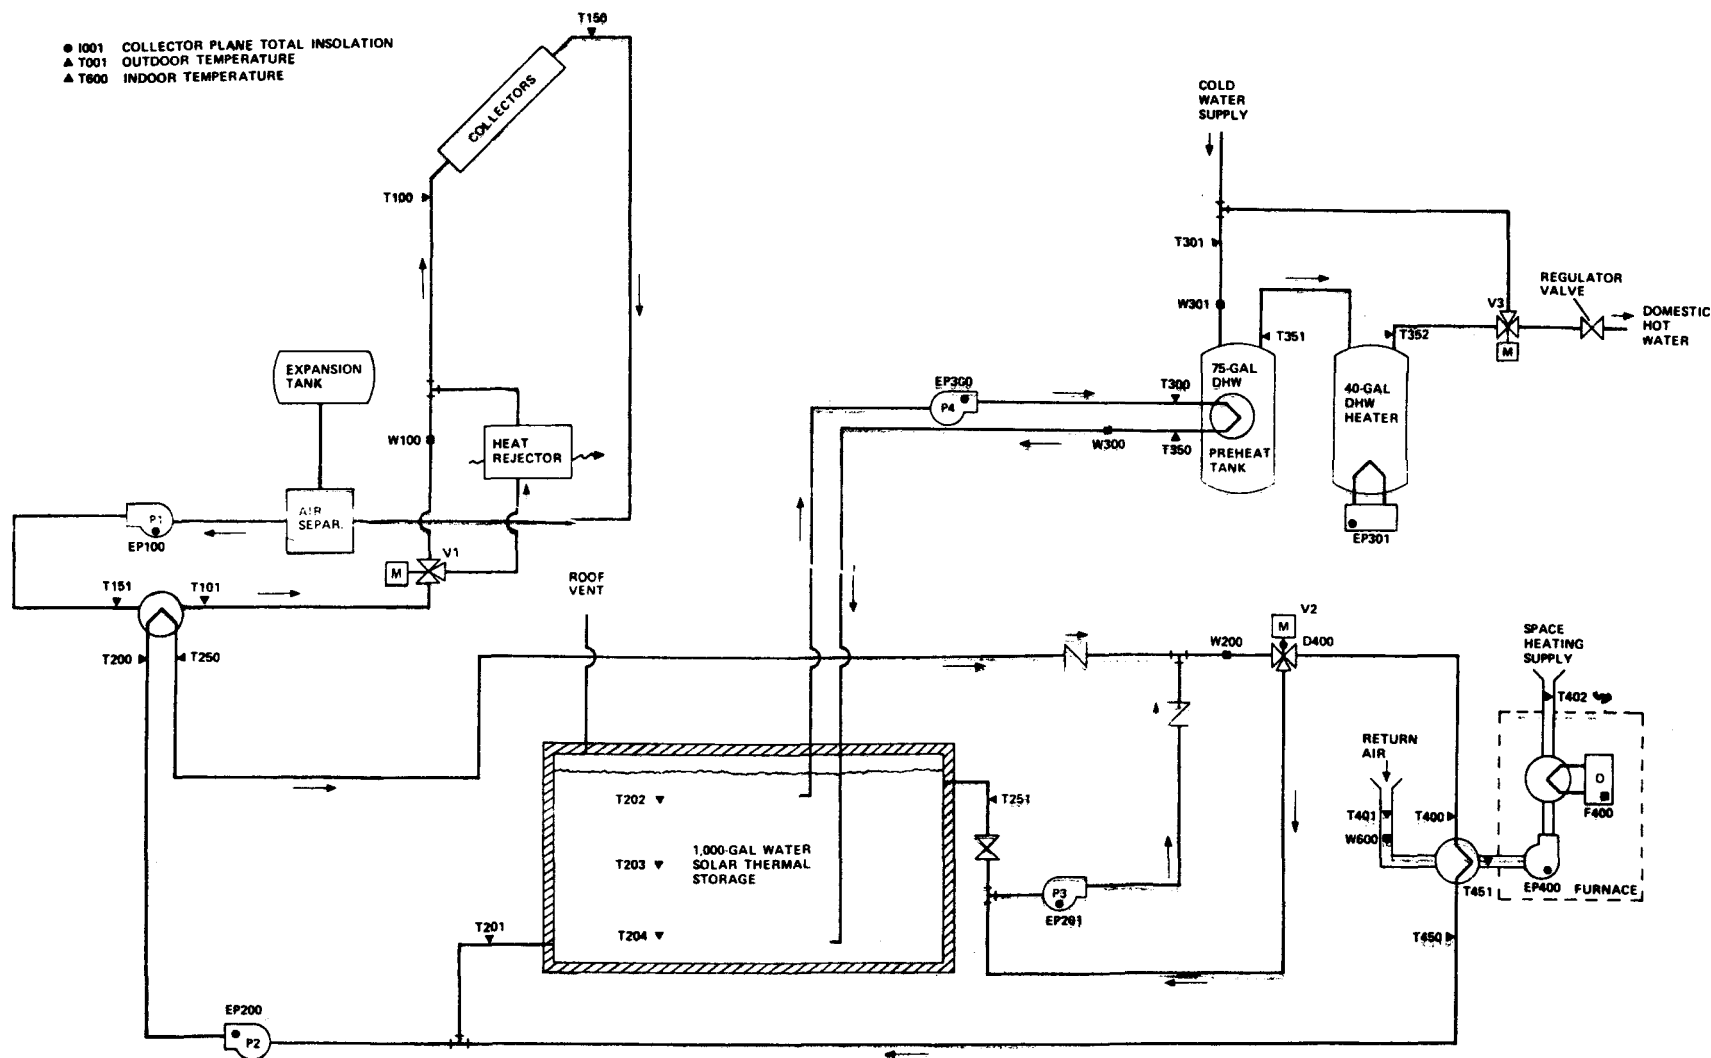 T150
I001 COLLECTOR PLANE TOTAL INSOLATION
T001 OUTDOOR TEMPERATURE
T600 INDOOR TEMPERATURE
COLLECTORS
T100
COLD
WATER
SUPPLY
T301
W301
REGULATOR
VALVE
V3
M
DOMESTIC
HOT
WATER
T351
T352
EXPANSION
TANK
W100
HEAT
REJECTOR
EP300
P4
T300
75-GAL
DHW
PREHEAT
TANK
40-GAL
DHW
HEATER
W300
T350
EP301
AIR
SEPAR.
P1
EP100
V1
M
T151
T101
T200
T250
ROOF
VENT
V2
M
W200
D400
SPACE
HEATING
SUPPLY
T402
RETURN
AIR
T401
W600
T400
F400
T451
EP400
FURNACE
T450
T202
T203
T204
1,000-GAL WATER
SOLAR THERMAL
STORAGE
T251
P3
EP201
T201
EP200
P2